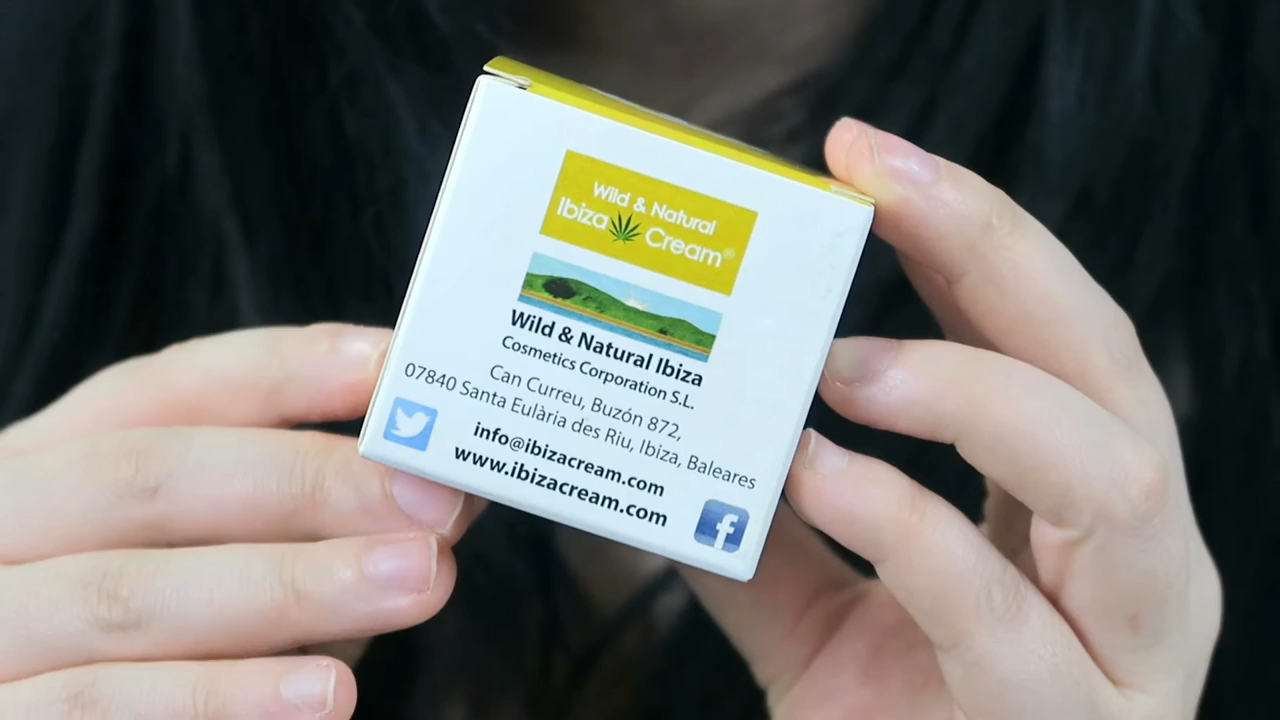 Wild & Natural
Ibiza Cream®
Wild & Natural Ibiza
Cosmetics Corporation S.L.
Can Curreu, Buzón 872,
07840 Santa Eulària des Riu, Ibiza, Baleares
info@ibizacream.com
www.ibizacream.com
f